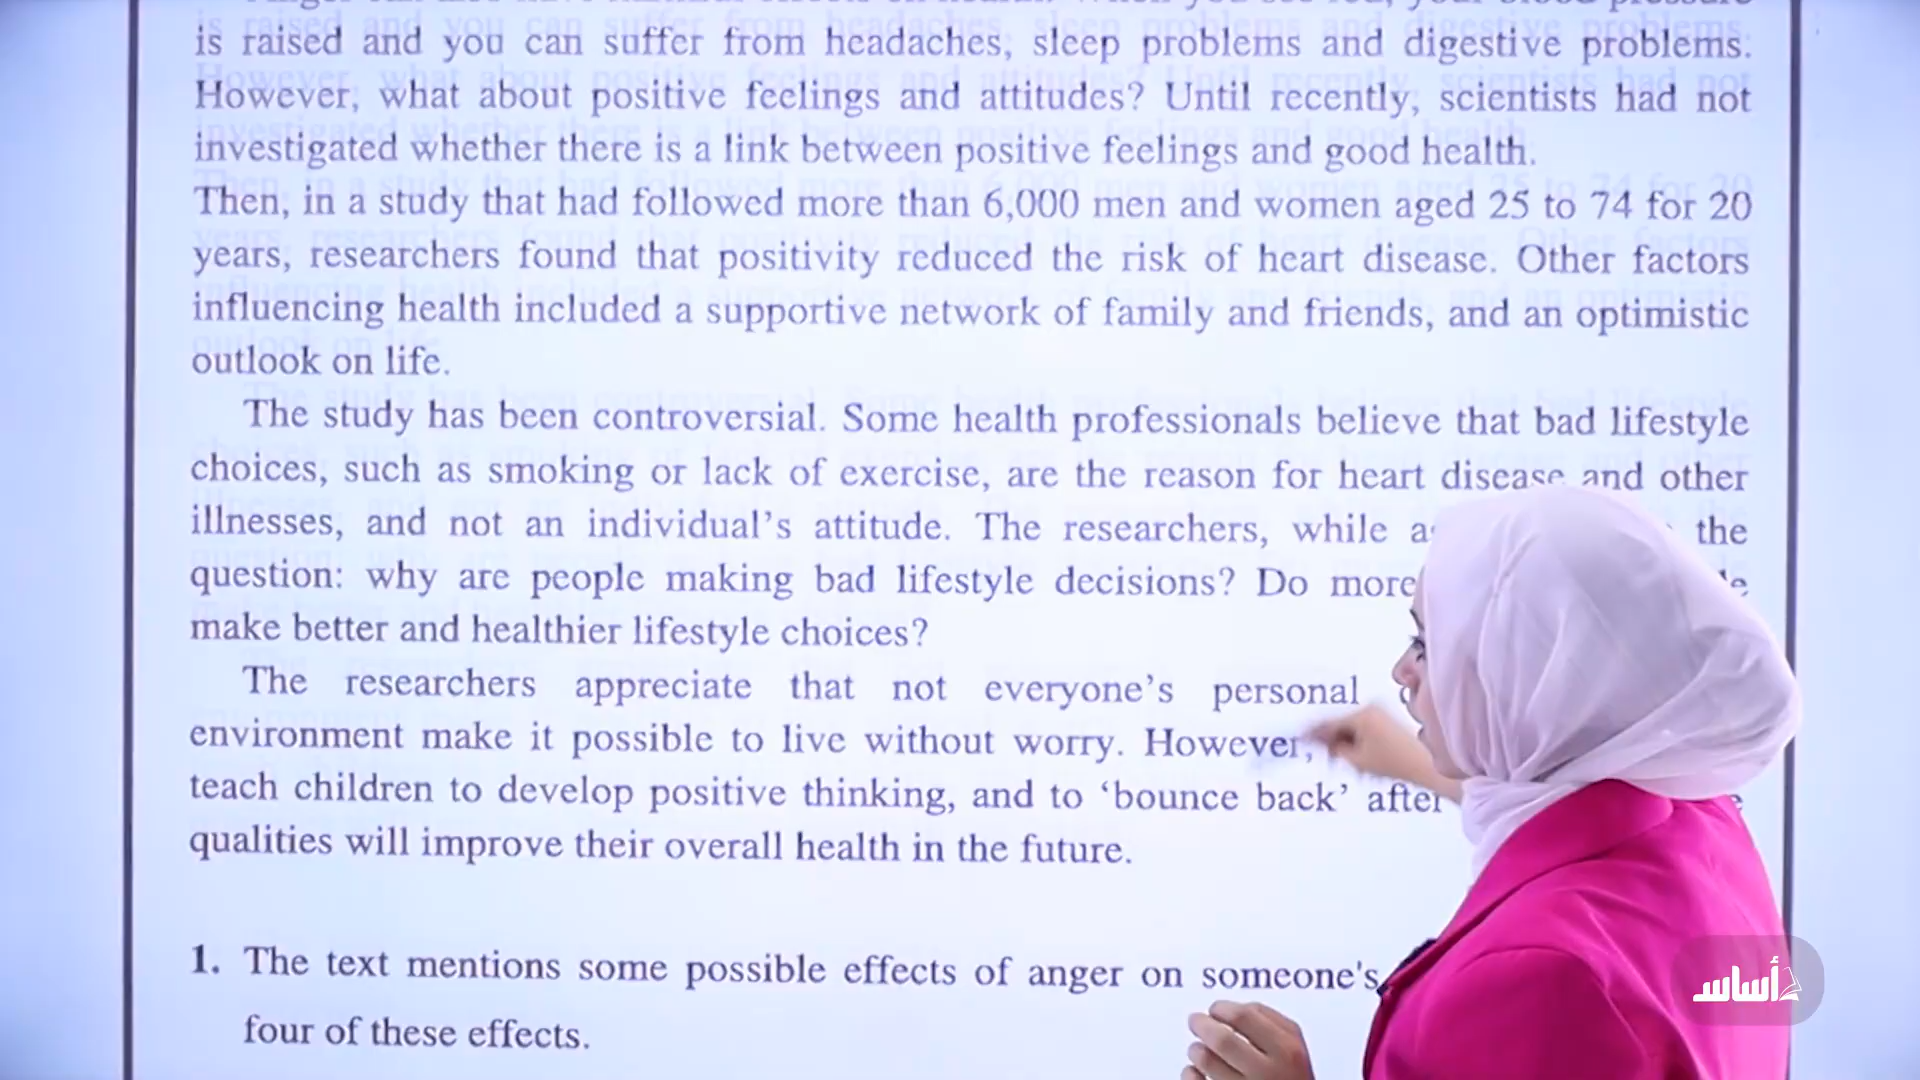 is raised and you can suffer from headaches, sleep problems and digestive problems.
However, what about positive feelings and attitudes? Until recently, scientists had not
investigated whether there is a link between positive feelings and good health.
Then, in a study that had followed more than 6,000 men and women aged 25 to 74 for 20
years, researchers found that positivity reduced the risk of heart disease. Other factors
influencing health included a supportive network of family and friends, and an optimistic
outlook on life.
The study has been controversial. Some health professionals believe that bad lifestyle
choices, such as smoking or lack of exercise, are the reason for heart disease and other
illnesses, and not an individual's attitude. The researchers, while the
question: why are people making bad lifestyle decisions? Do more
make better and healthier lifestyle choices?
The researchers appreciate that not everyone's personal
environment make it possible to live without worry. However,
teach children to develop positive thinking, and to ‘bounce back’ after
qualities will improve their overall health in the future.
1. The text mentions some possible effects of anger on someone's
four of these effects.
أساس